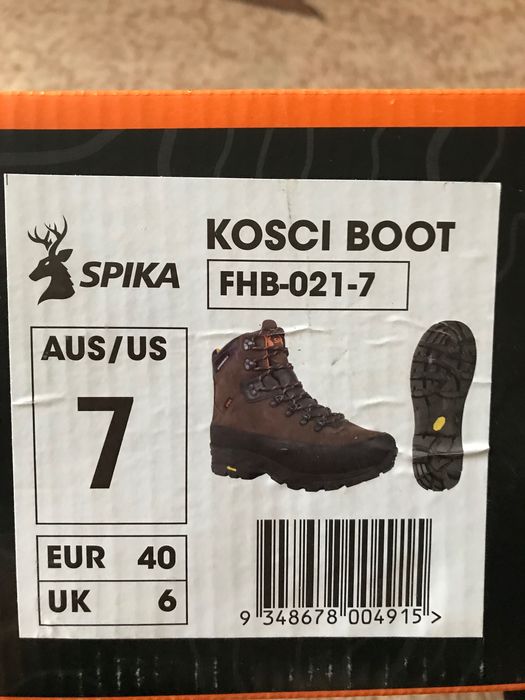 SPIKA
KOSCI BOOT
FHB-021-7
AUS/US
7
EUR 40
UK 6
9 348678 004915 >